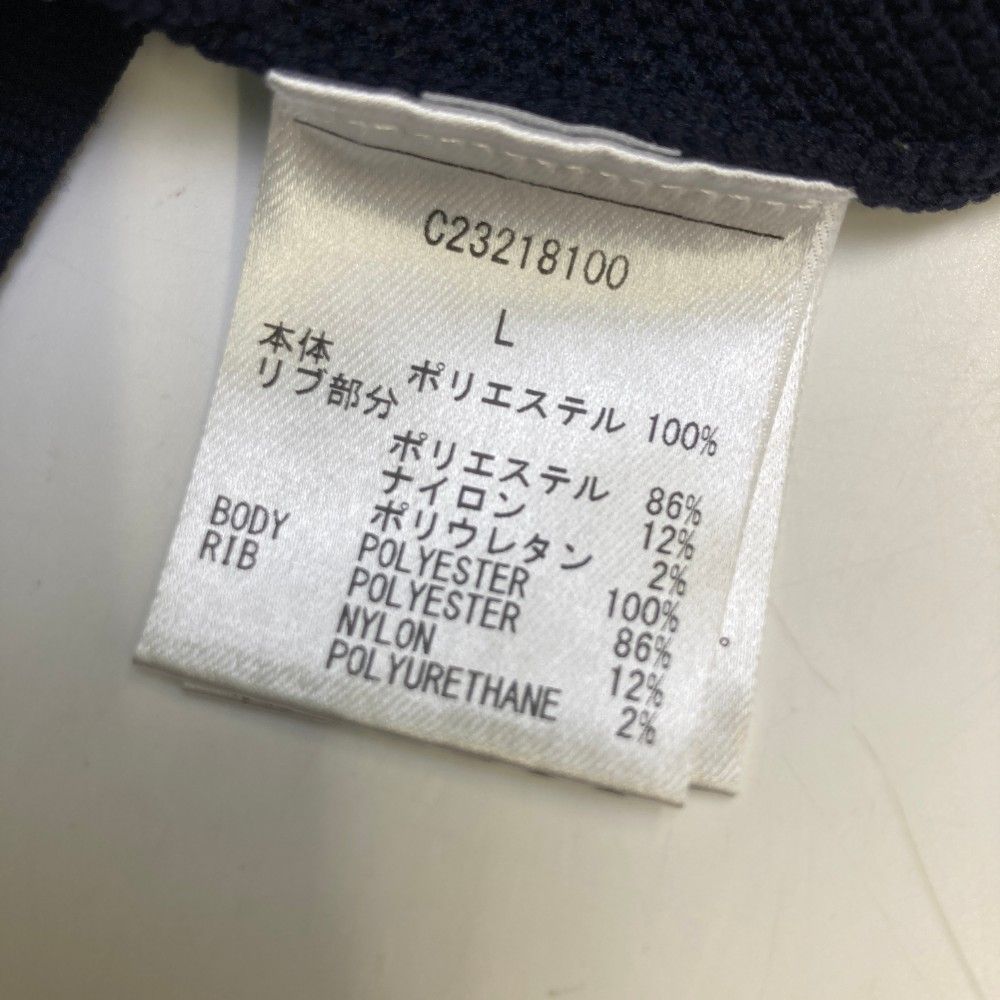 C23218100
L
本体 ポリエステル 100%
リブ部分
ポリエステル 86%
ナイロン 12%
ポリウレタン 2%
BODY POLYESTER 100%
RIB POLYESTER 86%
NYLON 12%
POLYURETHANE 2%